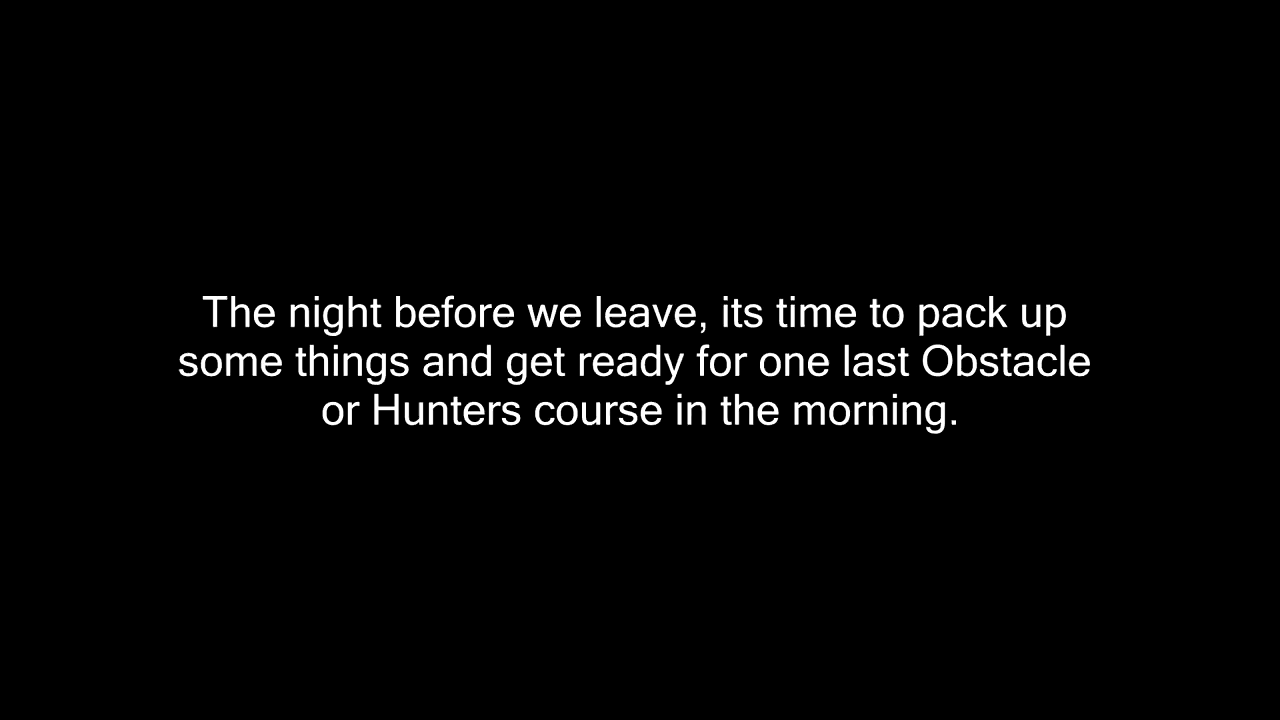 The night before we leave, its time to pack up
some things and get ready for one last Obstacle
or Hunters course in the morning.